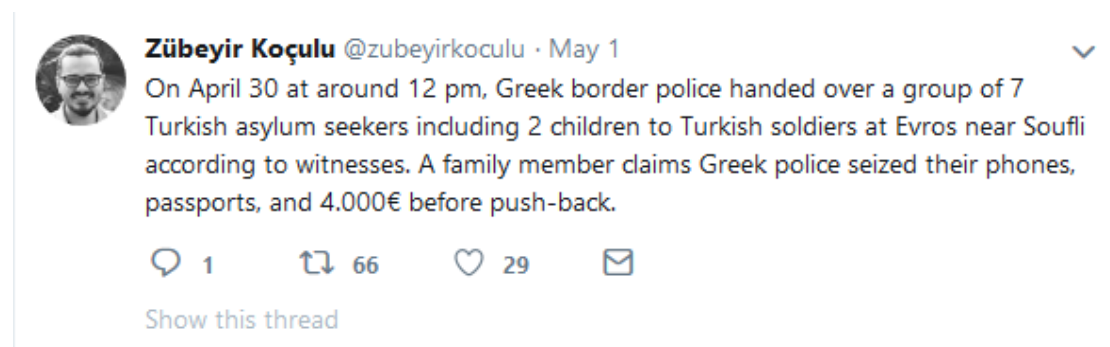 Zübeyir Koçulu @zubeyirkoculu · May 1
On April 30 at around 12 pm, Greek border police handed over a group of 7
Turkish asylum seekers including 2 children to Turkish soldiers at Evros near Soufli
according to witnesses. A family member claims Greek police seized their phones,
passports, and 4.000€ before push-back.
1 66 29
Show this thread